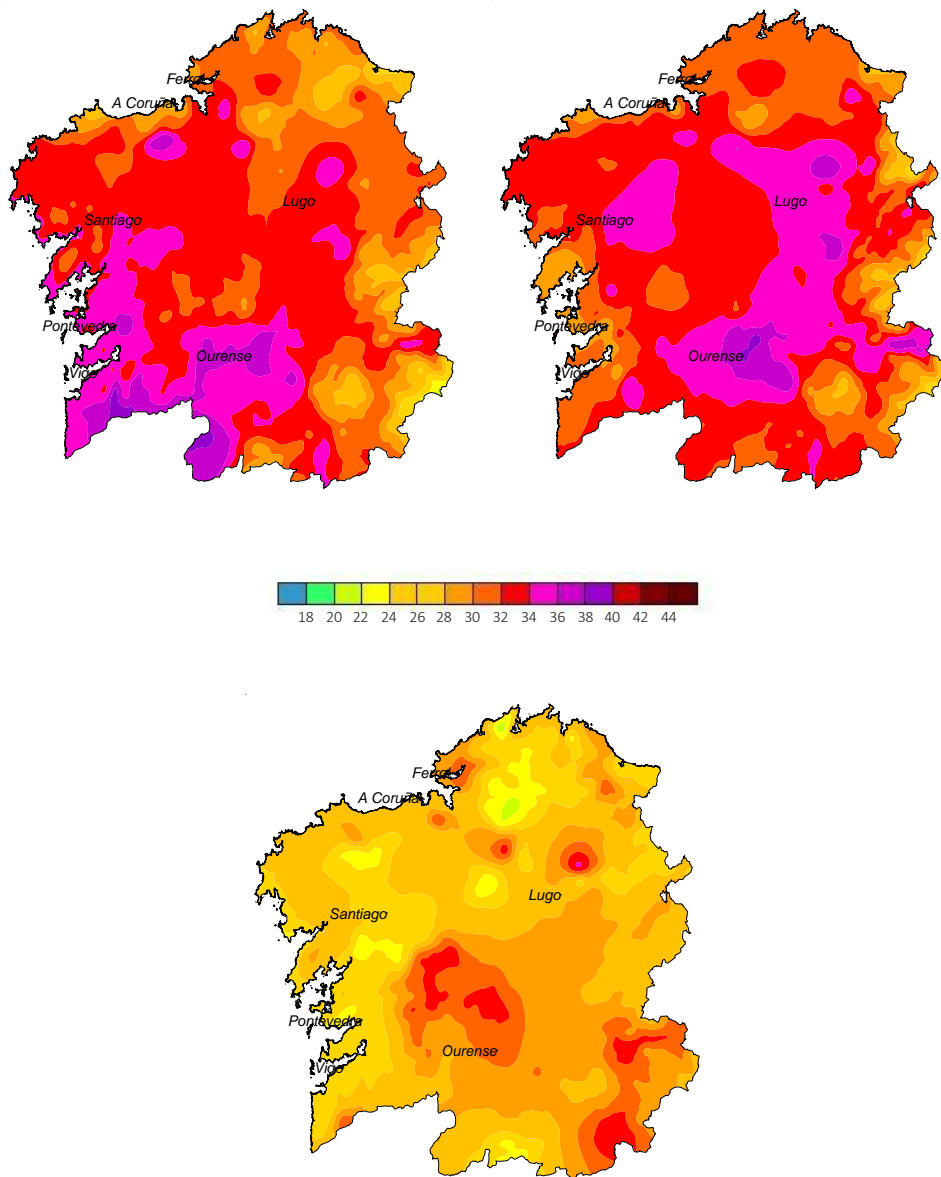 Ferrol
A Coruña
Lugo
Santiago
Pontevedra
Ourense
Vigo
Ferrol
A Coruña
Lugo
Santiago
Pontevedra
Ourense
Vigo
18 20 22 24 26 28 30 32 34 36 38 40 42 44
Ferrol
A Coruña
Lugo
Santiago
Pontevedra
Ourense
Vigo